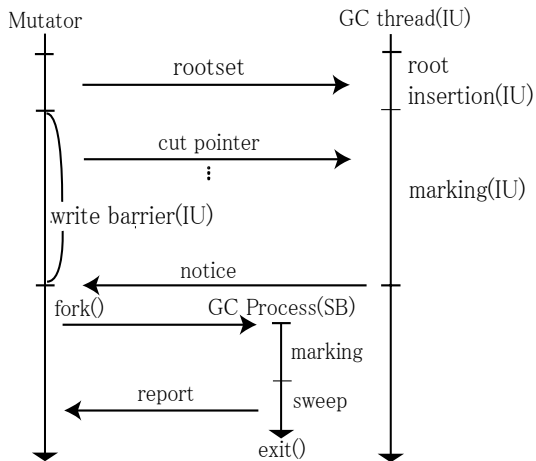 Mutator
GC thread(IU)
rootset
root
insertion(IU)
cut pointer
marking(IU)
write barrier(IU)
notice
fork()
GC Process(SB)
marking
report
sweep
exit()